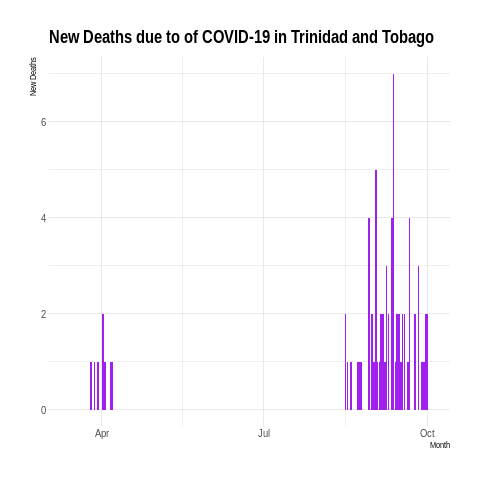 New Deaths due to of COVID-19 in Trinidad and Tobago
New Deaths
6
4
2
0
Apr Jul Oct
Month